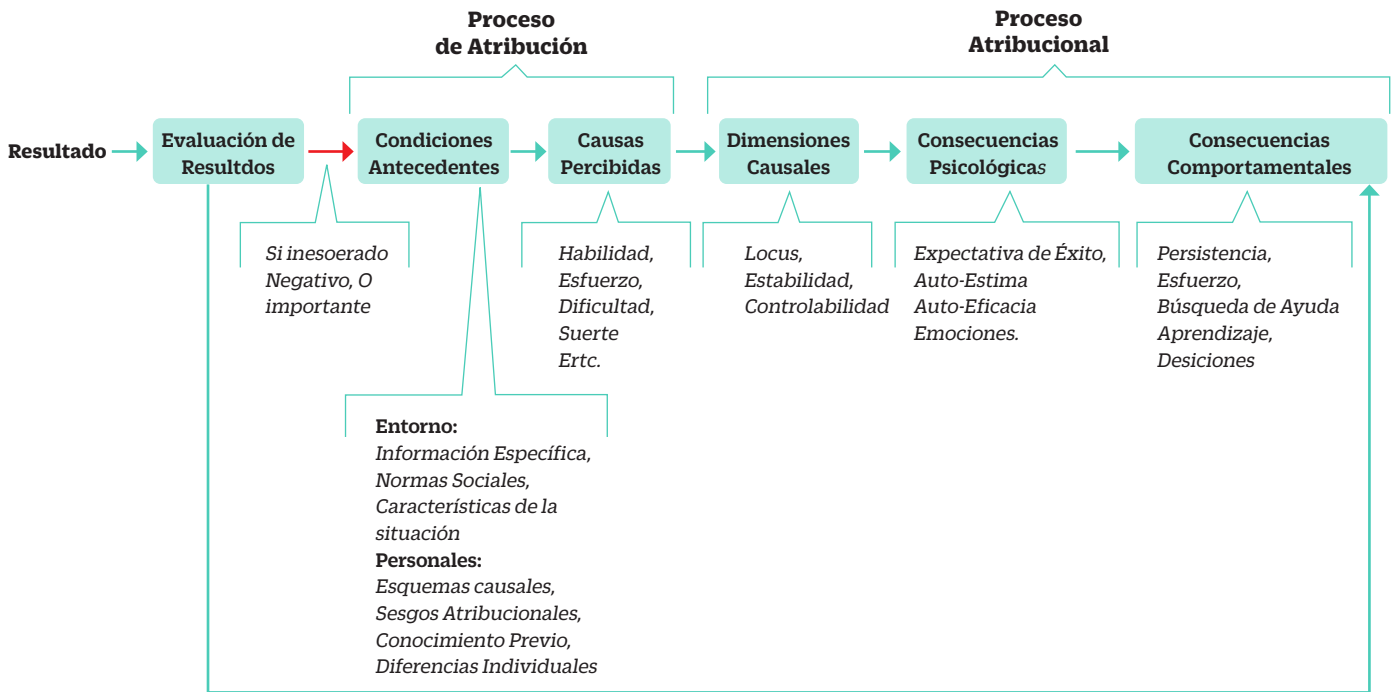 Proceso
de Atribución
Proceso
Atribucional
Resultado
Evaluación de
Resultdos
Condiciones
Antecedentes
Causas
Percibidas
Dimensiones
Causales
Consecuencias
Psicológicas
Consecuencias
Comportamentales
Si inesoerado
Negativo, O
importante
Habilidad,
Esfuerzo,
Dificultad,
Suerte
Ertc.
Locus,
Estabilidad,
Controlabilidad
Expectativa de Éxito,
Auto-Estima
Auto-Eficacia
Emociones.
Persistencia,
Esfuerzo,
Búsqueda de Ayuda
Aprendizaje,
Desiciones
Entorno:
Información Específica,
Normas Sociales,
Características de la
situación
Personales:
Esquemas causales,
Sesgos Atribucionales,
Conocimiento Previo,
Diferencias Individuales